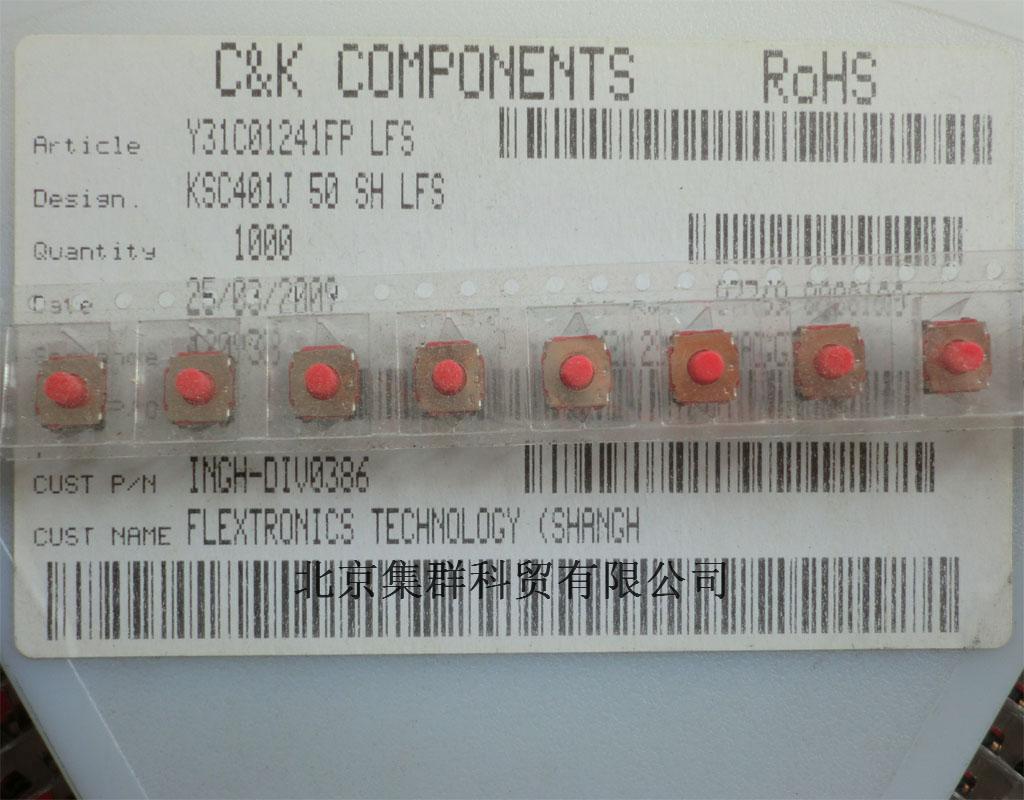 C&K COMPONENTS RoHS
Article Y31C01241FP LFS
Design. KSC401J 50 SH LFS
Quantity 1000
Date 25/03/2009
CUST P/N INGH-DIV0386
CUST NAME FLEXTRONICS TECHNOLOGY (SHANGH
北京集群科贸有限公司